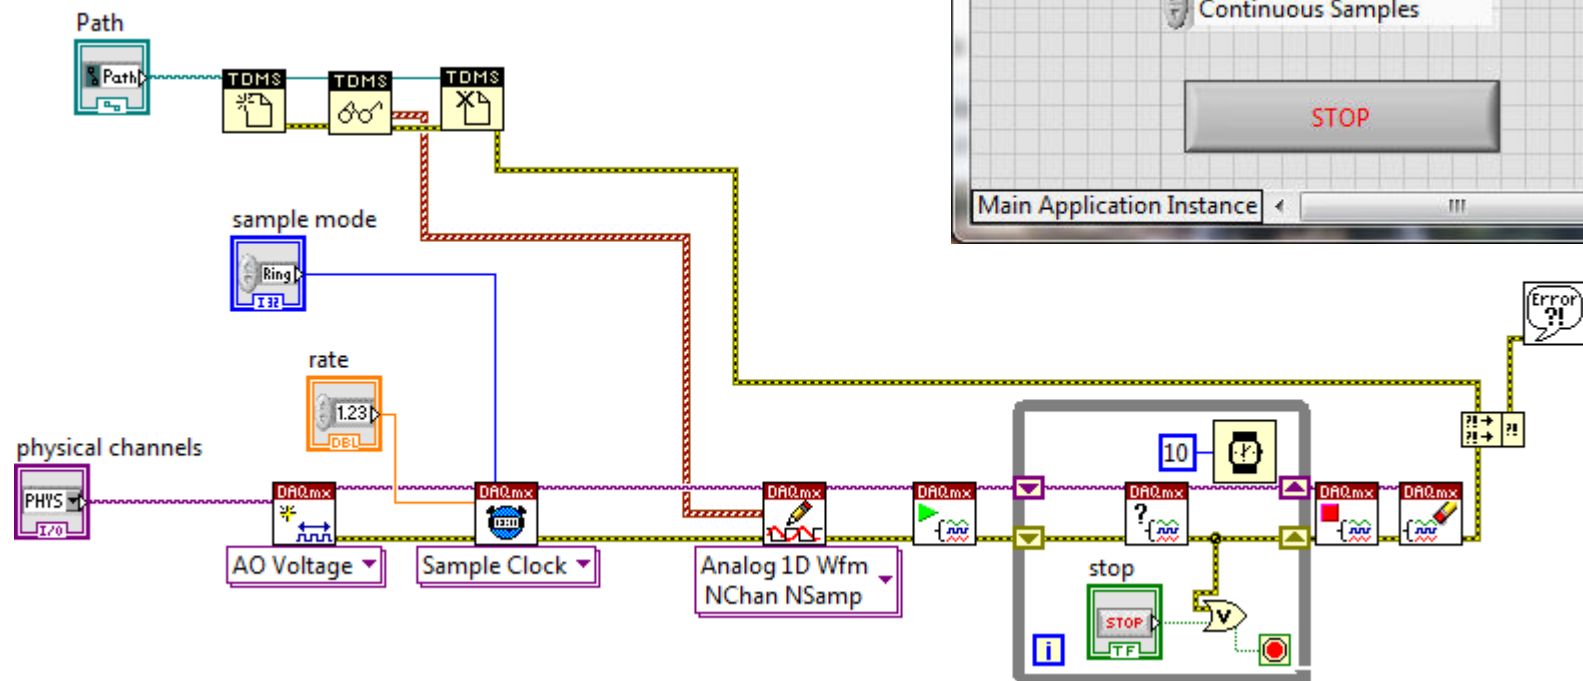 Path
Path
TDMS
TDMS
TDMS
Continuous Samples
STOP
Main Application Instance
sample mode
Ring
I32
Error
?!
rate
1.23
DBL
physical channels
PHYS
I/O
DAQmx
AO Voltage
DAQmx
Sample Clock
DAQmx
Analog 1D Wfm
NChan NSamp
DAQmx
10
DAQmx
?
DAQmx
DAQmx
?!
?!
?!
stop
STOP
TF
V
i